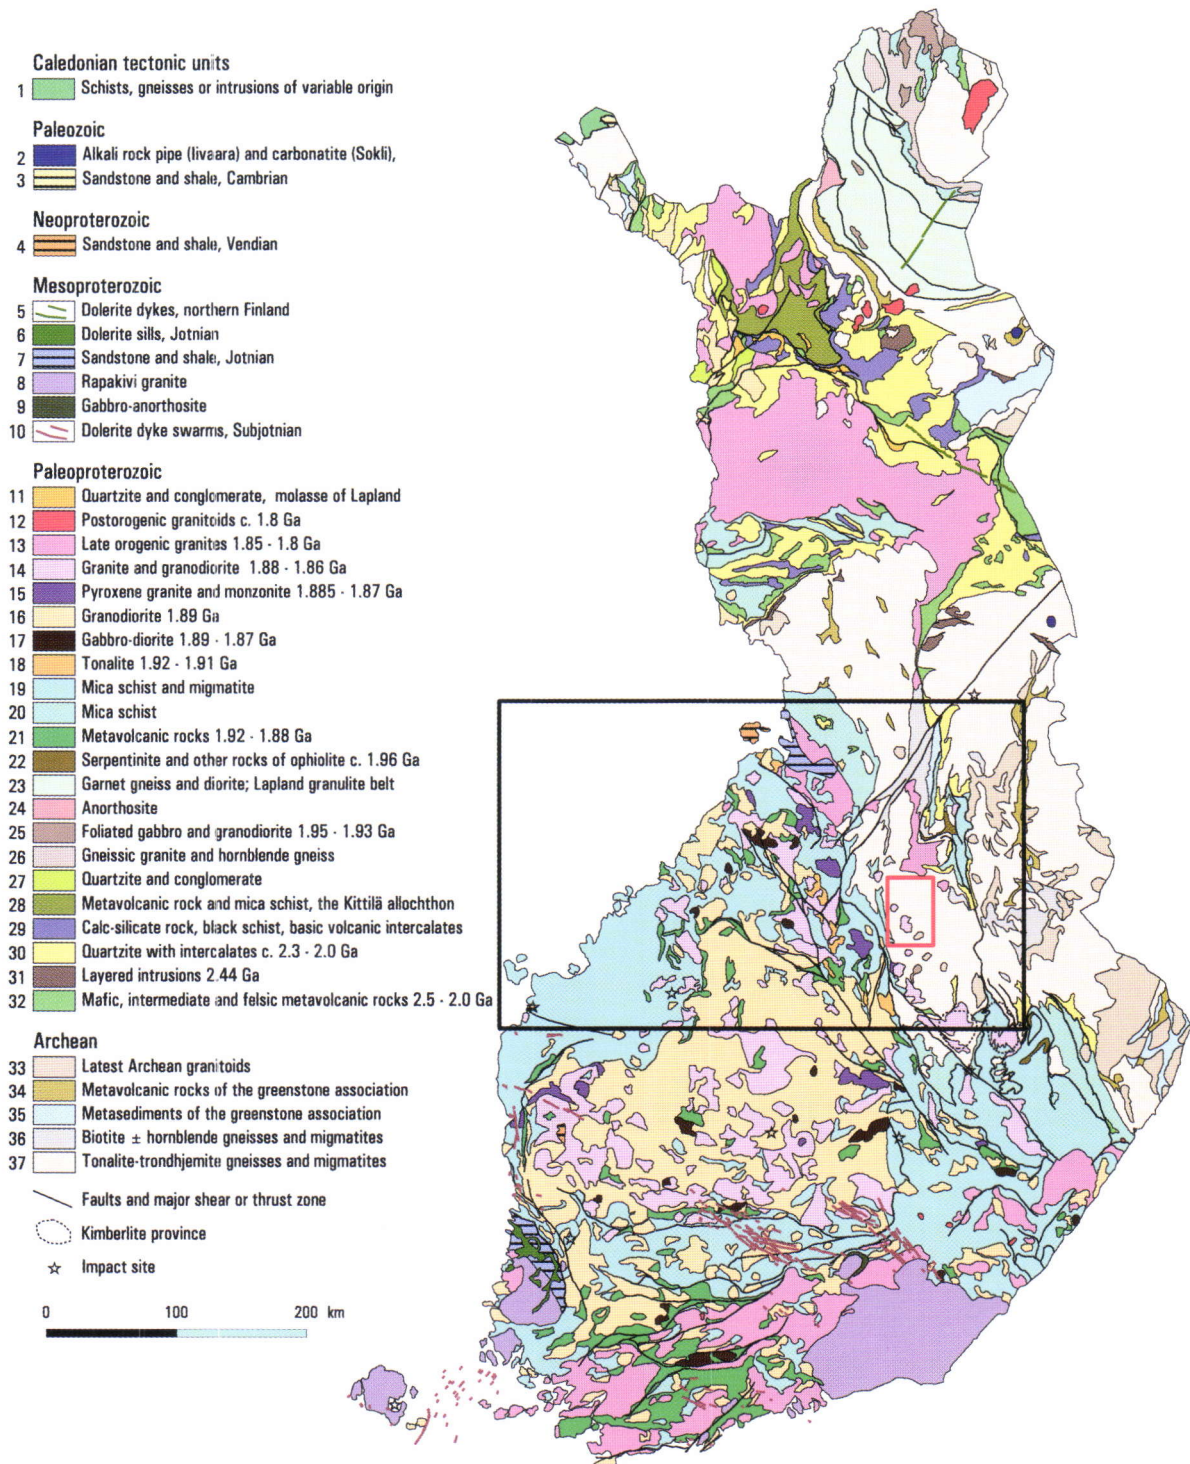 Caledonian tectonic units
1 Schists, gneisses or intrusions of variable origin
Paleozoic
2 Alkali rock pipe (Iivaara) and carbonatite (Sokli),
3 Sandstone and shale, Cambrian
Neoproterozoic
4 Sandstone and shale, Vendian
Mesoproterozoic
5 Dolerite dykes, northern Finland
6 Dolerite sills, Jotnian
7 Sandstone and shale, Jotnian
8 Rapakivi granite
9 Gabbro-anorthosite
10 Dolerite dyke swarms, Subjotnian
Paleoproterozoic
11 Quartzite and conglomerate, molasse of Lapland
12 Postorogenic granitoids c. 1.8 Ga
13 Late orogenic granites 1.85 - 1.8 Ga
14 Granite and granodiorite 1.88 - 1.86 Ga
15 Pyroxene granite and monzonite 1.885 - 1.87 Ga
16 Granodiorite 1.89 Ga
17 Gabbro-diorite 1.89 - 1.87 Ga
18 Tonalite 1.92 - 1.91 Ga
19 Mica schist and migmatite
20 Mica schist
21 Metavolcanic rocks 1.92 - 1.88 Ga
22 Serpentinite and other rocks of ophiolite c. 1.96 Ga
23 Garnet gneiss and diorite; Lapland granulite belt
24 Anorthosite
25 Foliated gabbro and granodiorite 1.95 - 1.93 Ga
26 Gneissic granite and hornblende gneiss
27 Quartzite and conglomerate
28 Metavolcanic rock and mica schist, the Kittilä allochthon
29 Calc-silicate rock, black schist, basic volcanic intercalates
30 Quartzite with intercalates c. 2.3 - 2.0 Ga
31 Layered intrusions 2.44 Ga
32 Mafic, intermediate and felsic metavolcanic rocks 2.5 - 2.0 Ga
Archean
33 Latest Archean granitoids
34 Metavolcanic rocks of the greenstone association
35 Metasediments of the greenstone association
36 Biotite ± hornblende gneisses and migmatites
37 Tonalite-trondhjemite gneisses and migmatites
Faults and major shear or thrust zone
Kimberlite province
Impact site
0 100 200 km